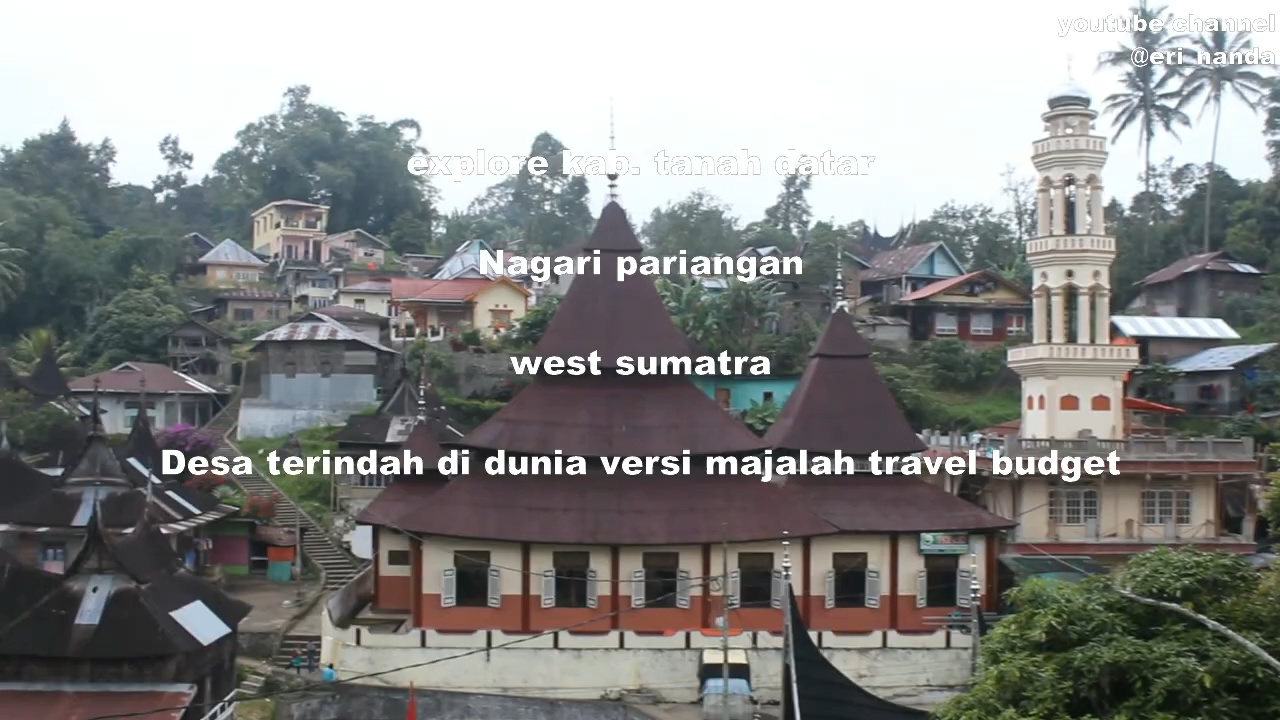 youtube channel
@eri_nanda
explore kab. tanah datar
Nagari pariangan
west sumatra
Desa terindah di dunia versi majalah travel budget